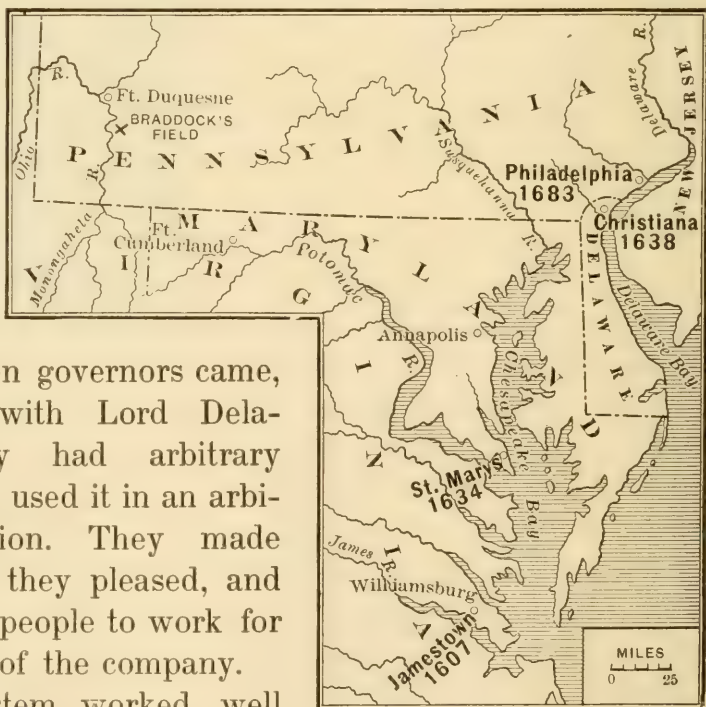 Ohio
R.
Ft. Duquesne
BRADDOCK'S
FIELD
PENNSYLVANIA
Susquehanna
R.
Delaware R.
NEW JERSEY
Philadelphia
1683
Christiana
1638
Monongahela
R.
Ft.
Cumberland
MARYLAND
VIRGINIA
Potomac
R.
DELAWARE
Delaware Bay
Annapolis
Chesapeake
Bay
St. Marys
1634
James
R.
Williamsburg
Jamestown
1607
MILES
0 25
on governors came,
with Lord Dela-
y had arbitrary
used it in an arbi-
ion. They made
they pleased, and
people to work for
of the company.
stem worked well